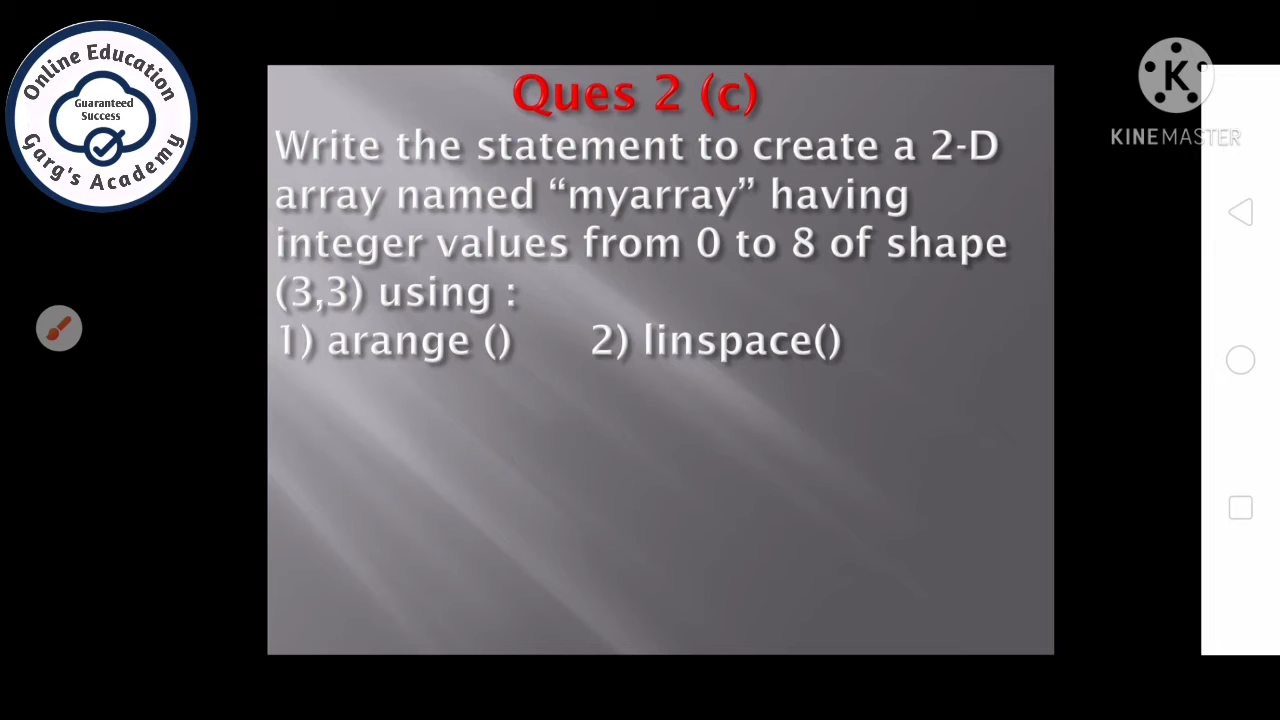 Online Education
Guaranteed
Success
Garg's Academy
KINEMASTER
Ques 2 (c)
Write the statement to create a 2-D
array named “myarray” having
integer values from 0 to 8 of shape
(3,3) using :
1) arange () 2) linspace()